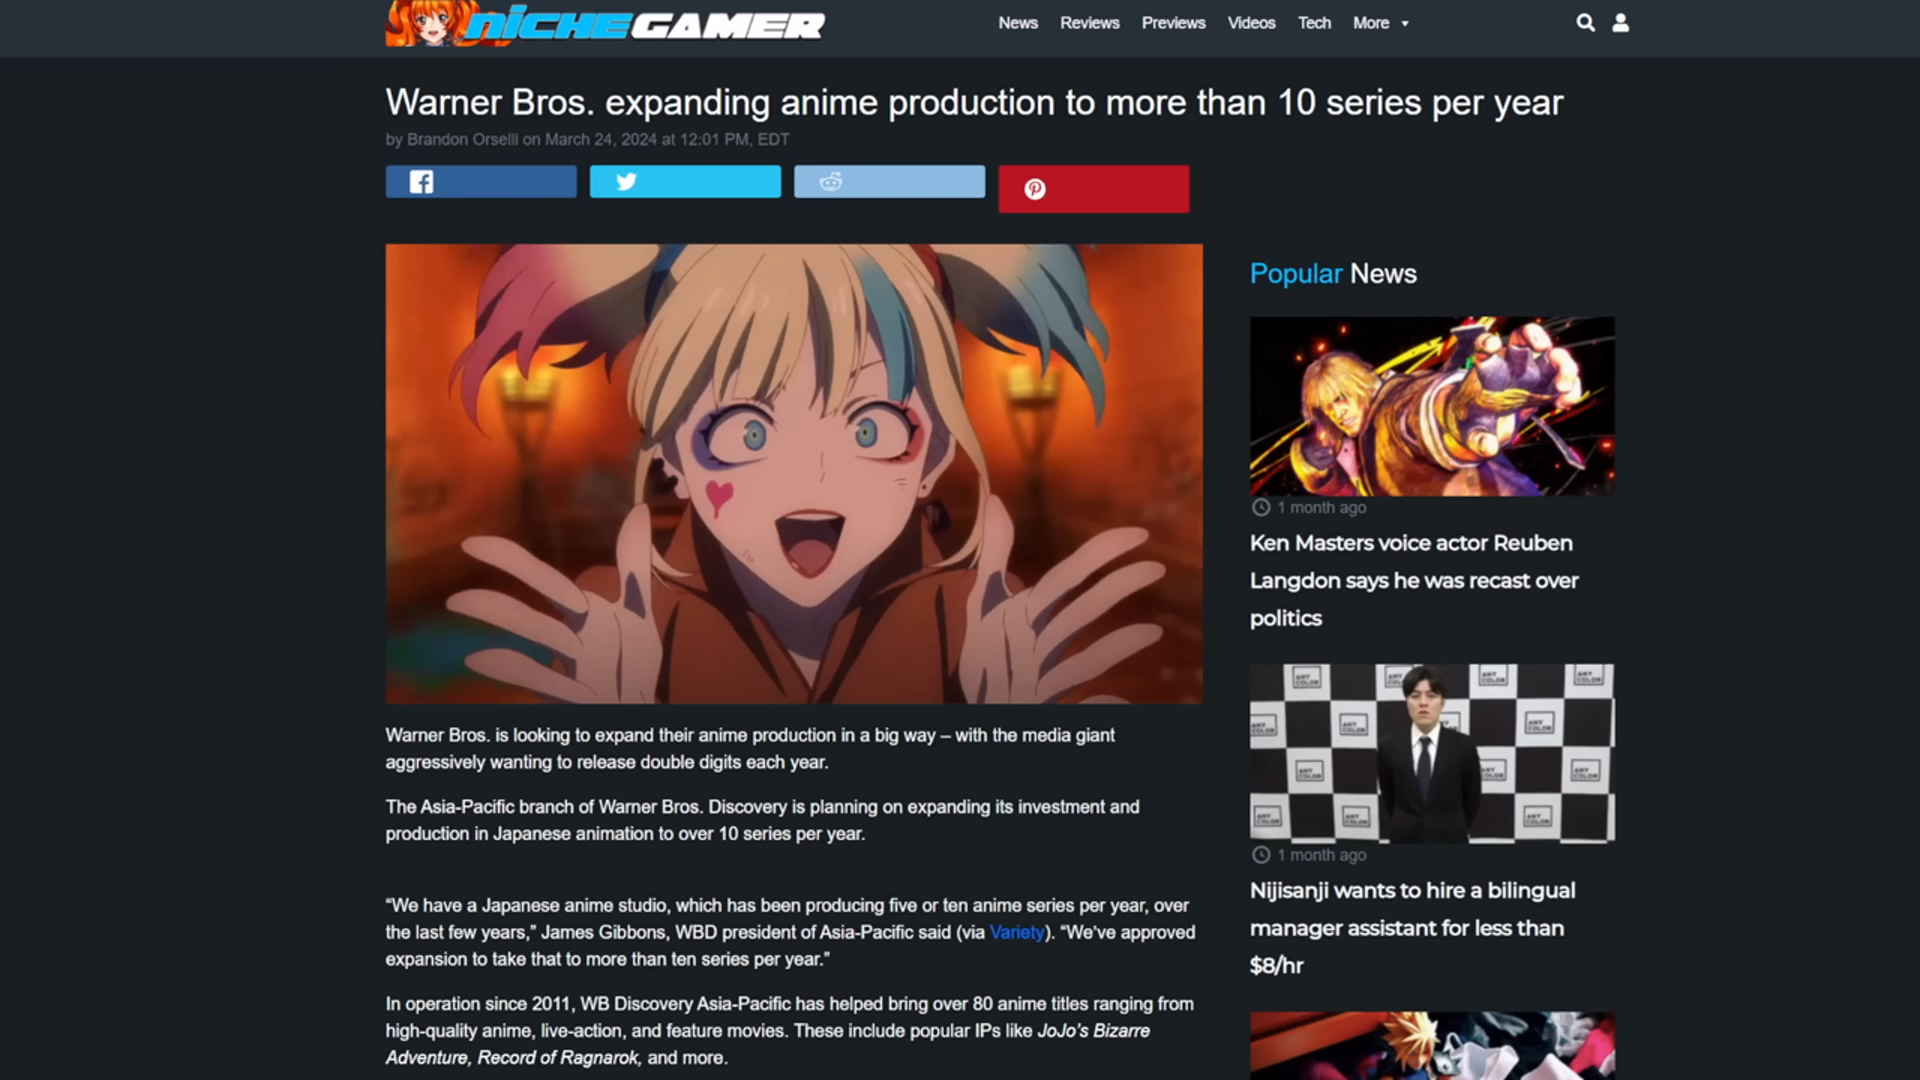 NICHEGAMER
News Reviews Previews Videos Tech More
Warner Bros. expanding anime production to more than 10 series per year
by Brandon Orselli on March 24, 2024 at 12:01 PM, EDT
Warner Bros. is looking to expand their anime production in a big way – with the media giant
aggressively wanting to release double digits each year.
The Asia-Pacific branch of Warner Bros. Discovery is planning on expanding its investment and
production in Japanese animation to over 10 series per year.
“We have a Japanese anime studio, which has been producing five or ten anime series per year, over
the last few years,” James Gibbons, WBD president of Asia-Pacific said (via Variety). “We've approved
expansion to take that to more than ten series per year.”
In operation since 2011, WB Discovery Asia-Pacific has helped bring over 80 anime titles ranging from
high-quality anime, live-action, and feature movies. These include popular IPs like JoJo’s Bizarre
Adventure, Record of Ragnarok, and more.
Popular News
1 month ago
Ken Masters voice actor Reuben
Langdon says he was recast over
politics
ANY COLOR
1 month ago
Nijisanji wants to hire a bilingual
manager assistant for less than
$8/hr